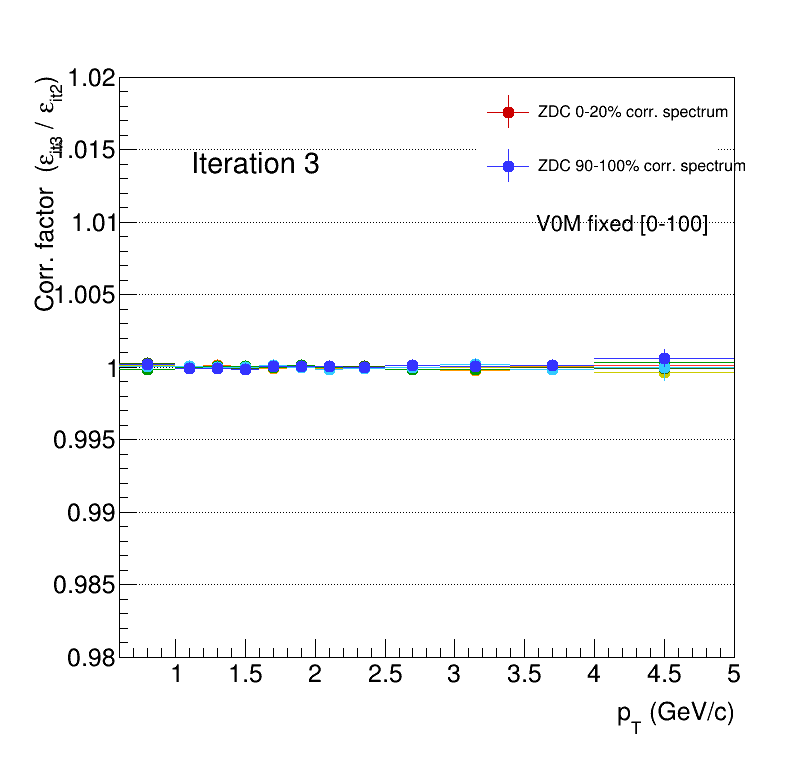 1.02
1.015
1.01
1.005
1
0.995
0.99
0.985
0.98
Corr. factor (ε_it3 / ε_it2)
Iteration 3
ZDC 0-20% corr. spectrum
ZDC 90-100% corr. spectrum
V0M fixed [0-100]
1 1.5 2 2.5 3 3.5 4 4.5 5
p_T (GeV/c)